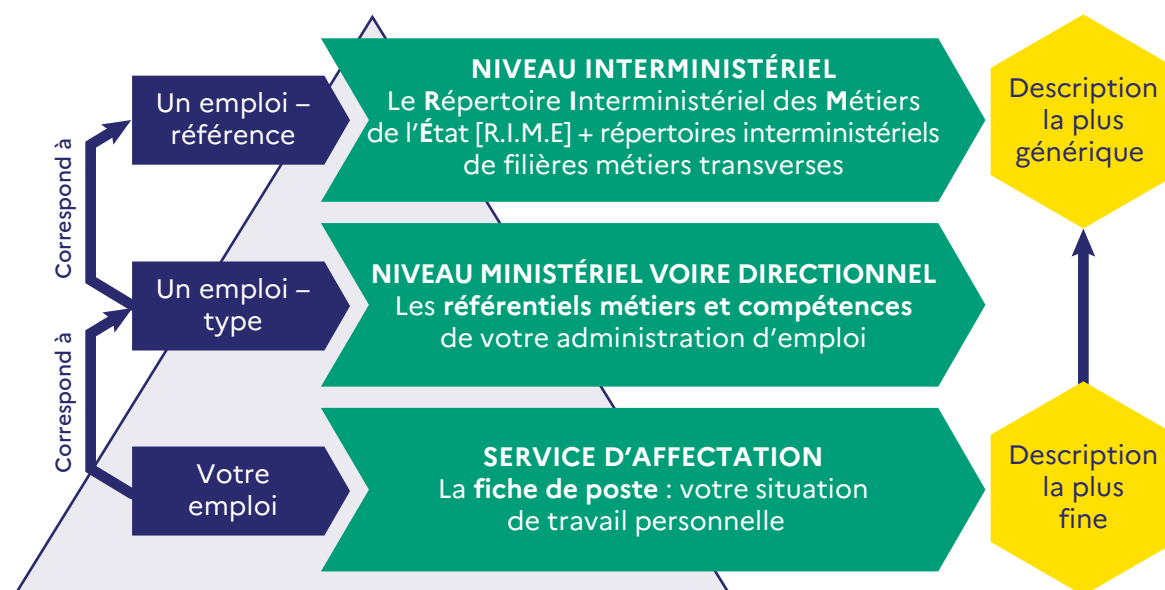 Un emploi –
référence
NIVEAU INTERMINISTÉRIEL
Le Répertoire Interministériel des Métiers
de l’État [R.I.M.E] + répertoires interministériels
de filières métiers transverses
Description
la plus
générique
Correspond à
Un emploi –
type
NIVEAU MINISTÉRIEL VOIRE DIRECTIONNEL
Les référentiels métiers et compétences
de votre administration d’emploi
Correspond à
Votre
emploi
SERVICE D’AFFECTATION
La fiche de poste : votre situation
de travail personnelle
Description
la plus
fine